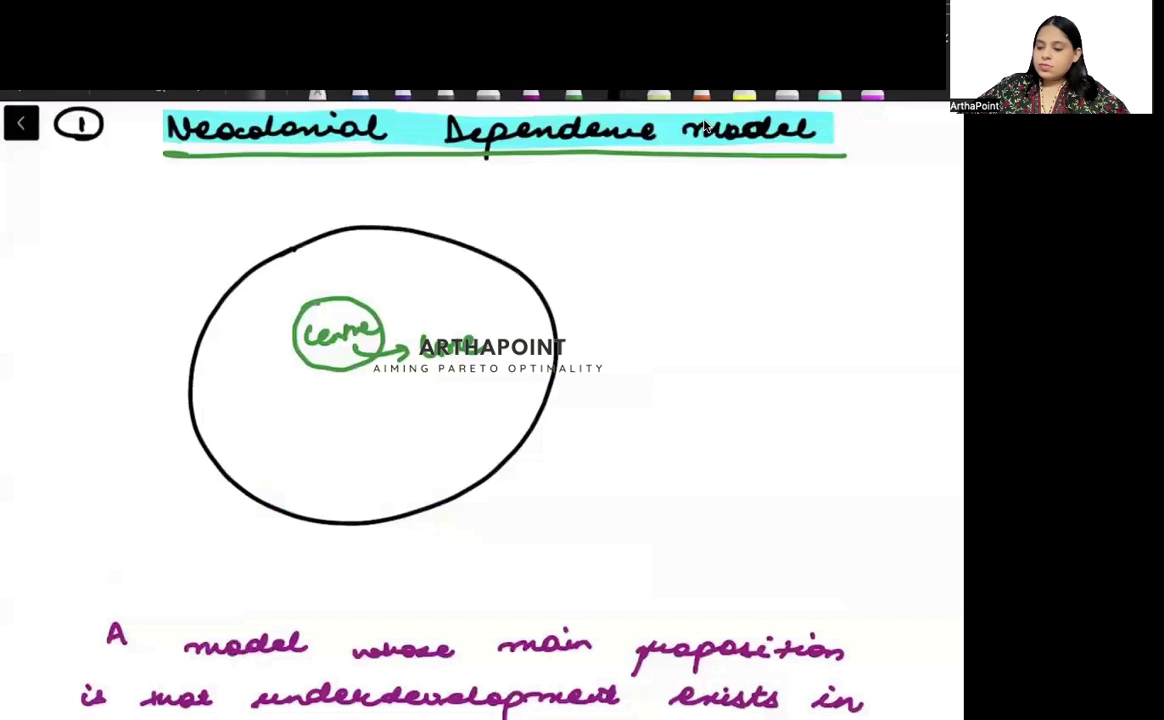 ArthaPoint
1
Neocolonial Dependence model
Centre
ARTHAPOINT
AIMING PARETO OPTIMALITY
A model whose main proposition
is that underdevelopment exists in